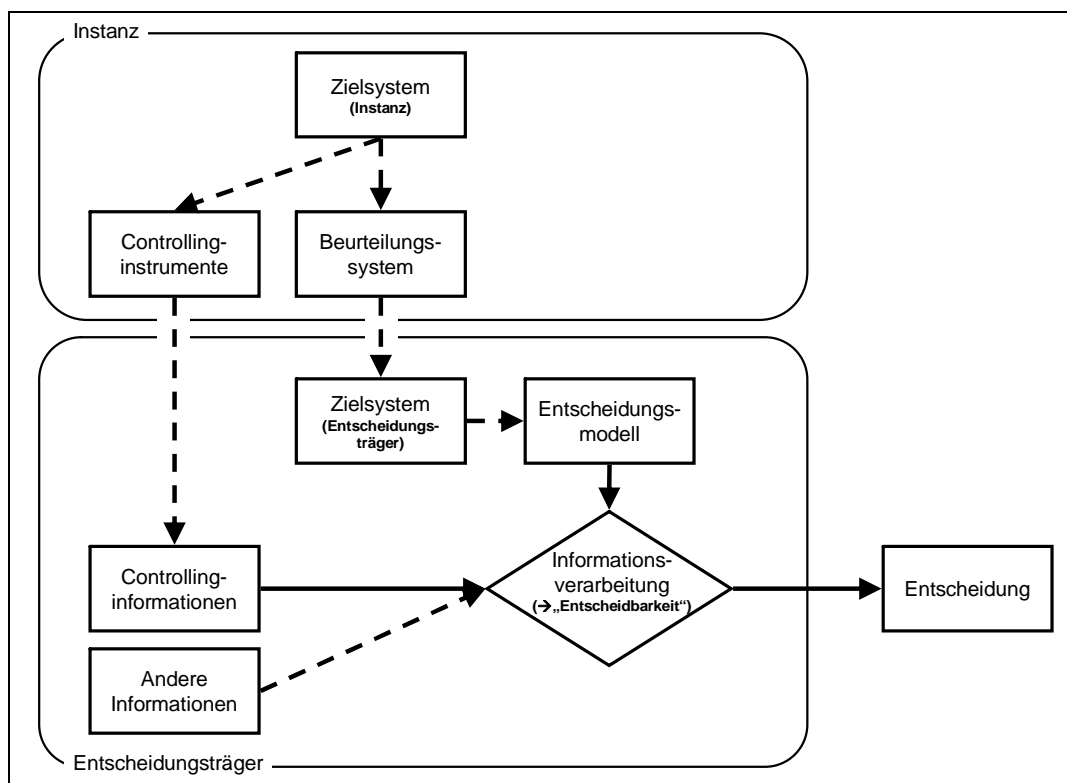 Instanz
Zielsystem
(Instanz)
Controlling-
instrumente
Beurteilungs-
system
Zielsystem
(Entscheidungs-
träger)
Entscheidungs-
modell
Controlling-
informationen
Informations-
verarbeitung
(→„Entscheidbarkeit“)
Entscheidung
Andere
Informationen
Entscheidungsträger